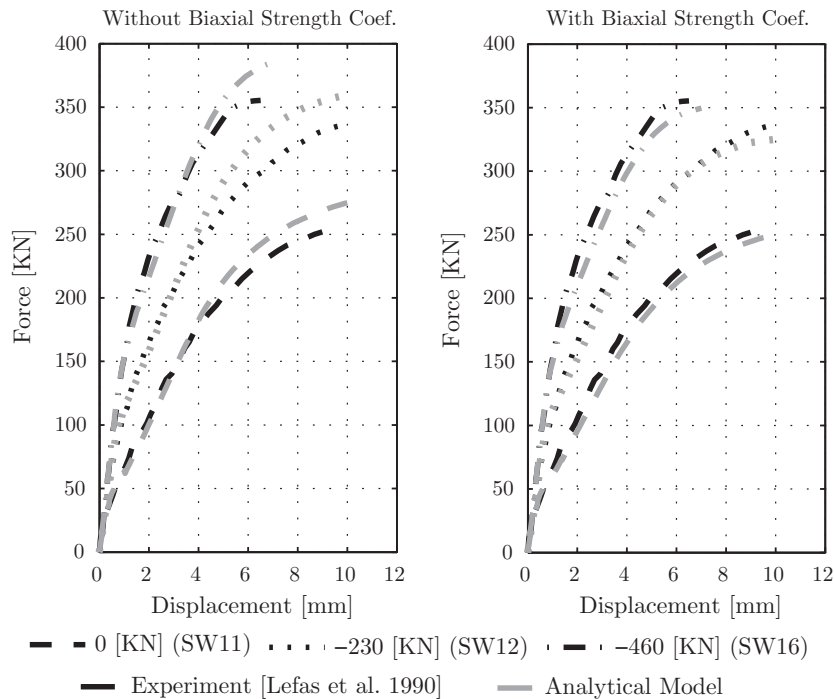 Without Biaxial Strength Coef.
400
350
300
250
200
150
100
50
0
Force [KN]
0 2 4 6 8 10 12
Displacement [mm]
With Biaxial Strength Coef.
400
350
300
250
200
150
100
50
0
Force [KN]
0 2 4 6 8 10 12
Displacement [mm]
0 [KN] (SW11) −230 [KN] (SW12) −460 [KN] (SW16)
Experiment [Lefas et al. 1990] Analytical Model